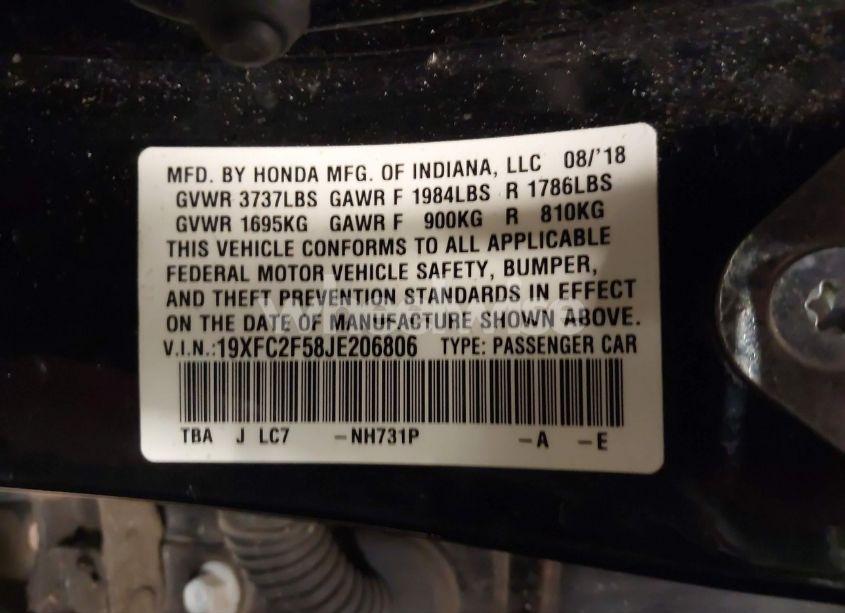 MFD. BY HONDA MFG. OF INDIANA, LLC 08/'18
GVWR 3737LBS GAWR F 1984LBS R 1786LBS
GVWR 1695KG GAWR F 900KG R 810KG
THIS VEHICLE CONFORMS TO ALL APPLICABLE
FEDERAL MOTOR VEHICLE SAFETY, BUMPER,
AND THEFT PREVENTION STANDARDS IN EFFECT
ON THE DATE OF MANUFACTURE SHOWN ABOVE.
V.I.N.:19XFC2F58JE206806 TYPE: PASSENGER CAR
TBA J LC7 -NH731P -A -E